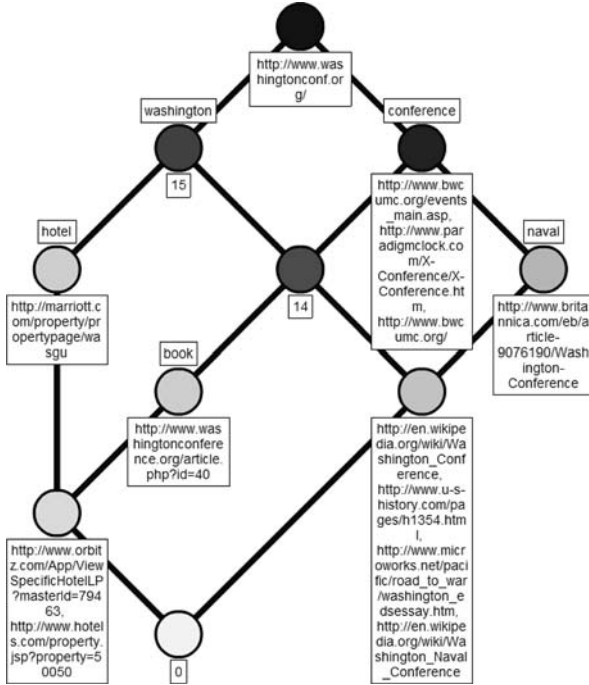 http://www.was
hingtonconf.or
g/
washington
conference
15
http://www.bwc
umc.org/events
_main.asp,
http://www.par
adigmclock.co
m/X-
Conference/X-
Conference.ht
m,
http://www.bwc
umc.org/
hotel
naval
http://marriott.c
om/property/pr
opertypage/was
gu
14
http://www.brita
nnica.com/eb/a
rticle-
9076190/Wash
ington-
Conference
book
http://www.was
hingtonconfere
nce.org/article.
php?id=40
http://en.wikipe
dia.org/wiki/Wa
shington_Conf
erence,
http://www.u-s-
history.com/pa
ges/h1354.htm
l,
http://www.micr
oworks.net/paci
fic/road_to_war
/washington_e
dsessay.htm,
http://en.wikipe
dia.org/wiki/Wa
shington_Naval
_Conference
http://www.orbi
tz.com/App/View
SpecificHotelLP
?masterId=794
63,
http://www.hotel
s.com/property.
jsp?property=5
0050
0